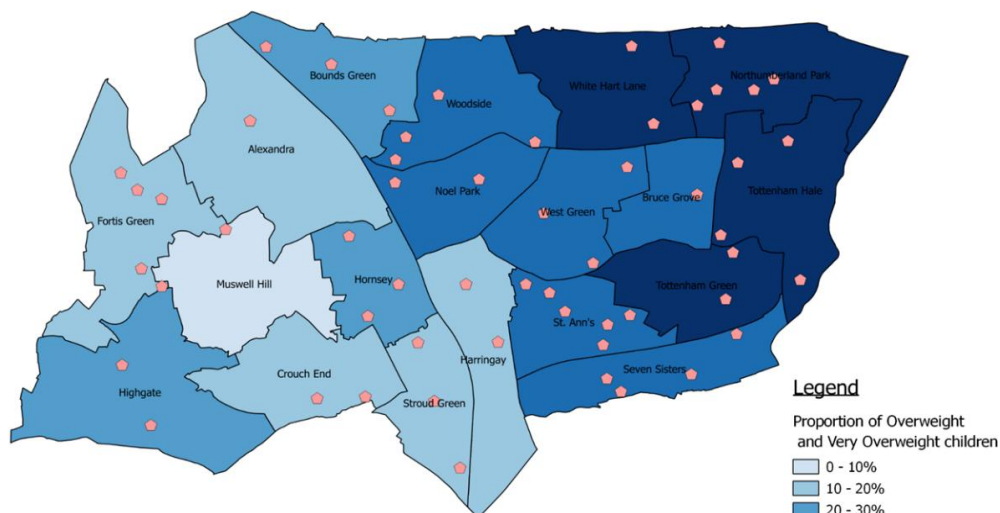 Bounds Green
Woodside
White Hart Lane
Northumberland Park
Alexandra
Noel Park
West Green
Bruce Grove
Tottenham Hale
Fortis Green
Muswell Hill
Hornsey
Tottenham Green
St. Ann's
Harringay
Highgate
Crouch End
Stroud Green
Seven Sisters
Legend
Proportion of Overweight
and Very Overweight children
0 - 10%
10 - 20%
20 - 30%